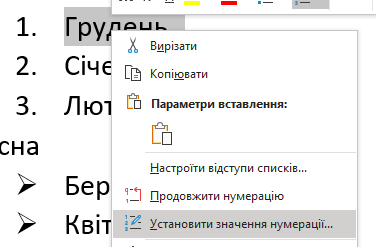 1. Грудень
2. Січе
3. Лют
сна
➢ Бер
➢ Квіт
Вирізати
Копіювати
Параметри вставлення:
Настроїти відступи списків...
Продовжити нумерацію
Установити значення нумерації...